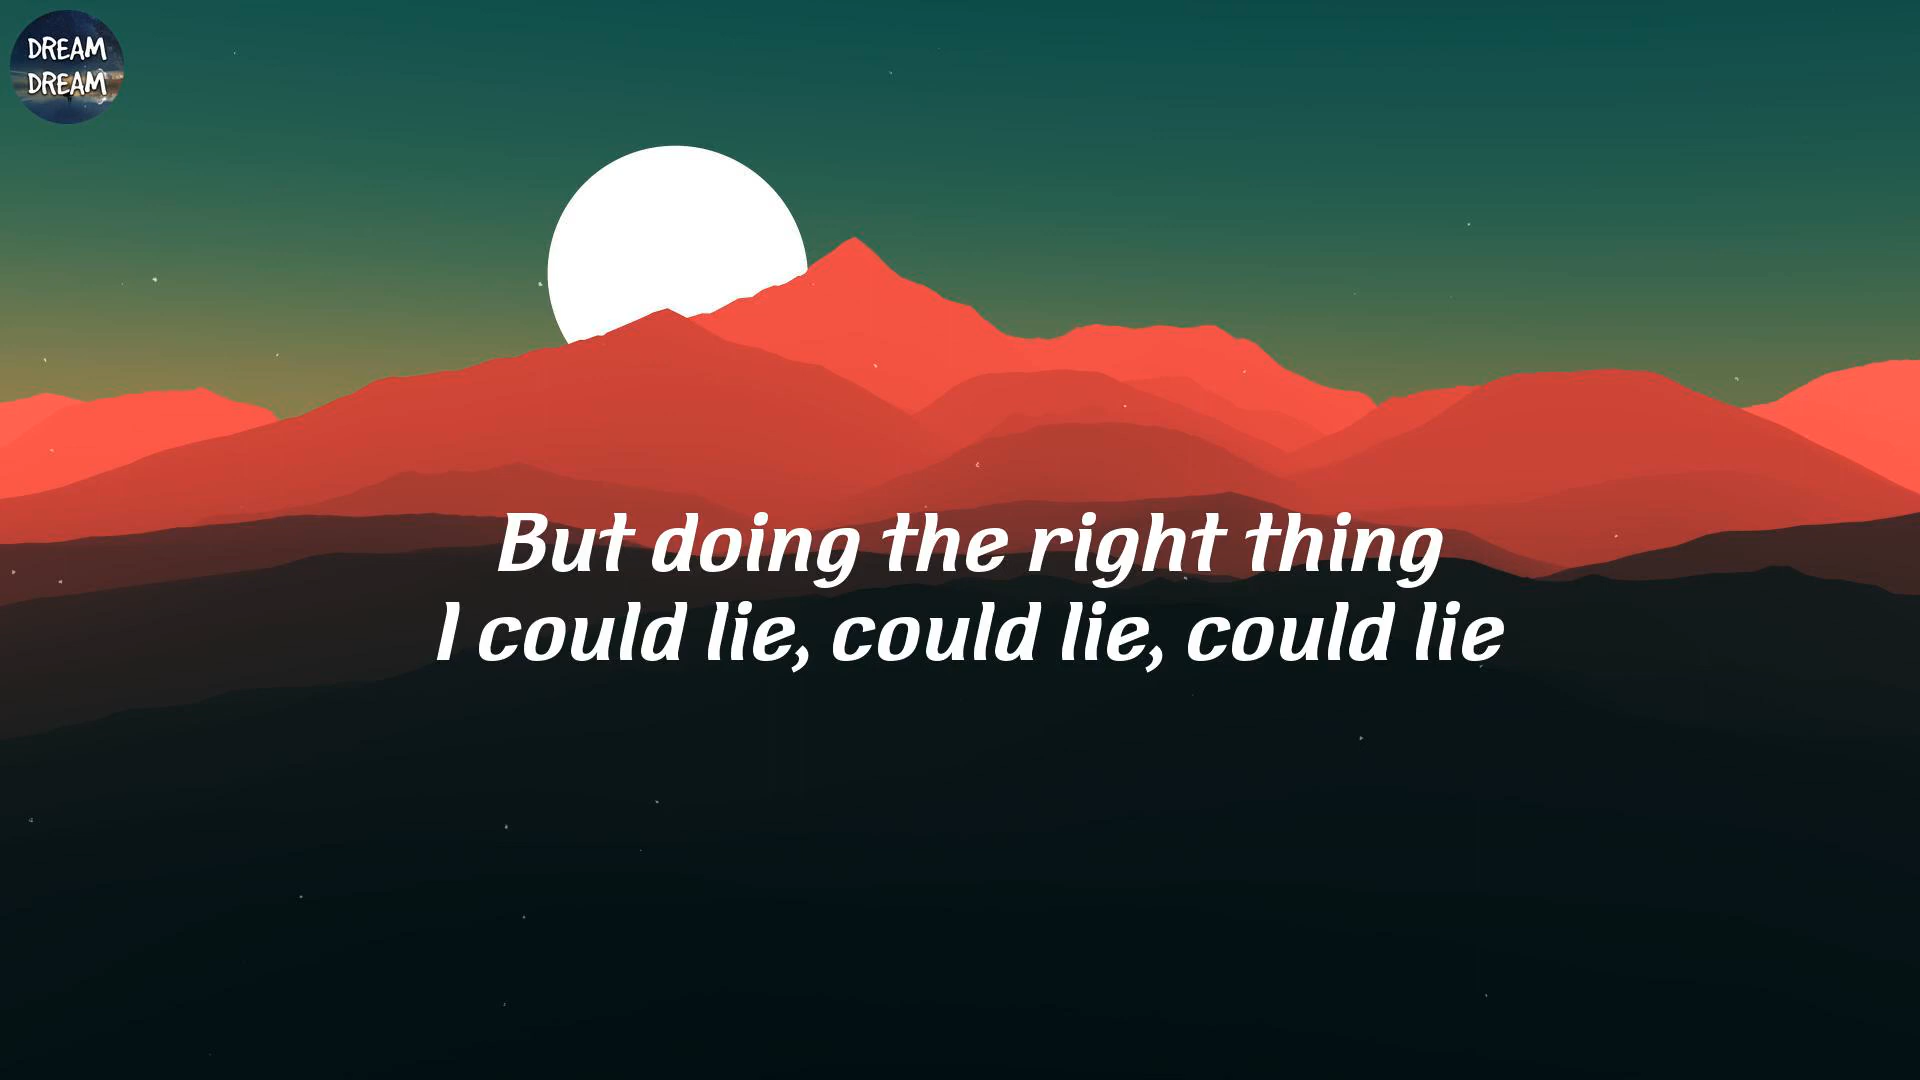 DREAM
DREAM
But doing the right thing
I could lie, could lie, could lie